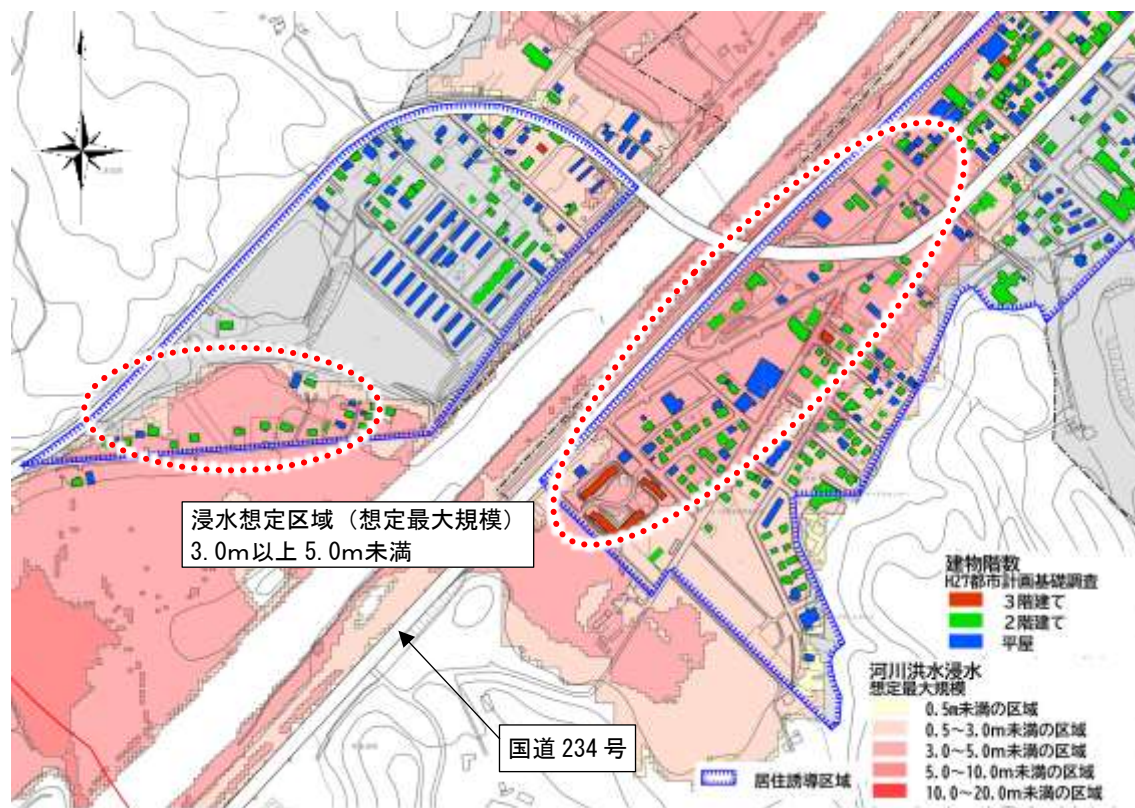 浸水想定区域（想定最大規模）
3.0ｍ以上 5.0ｍ未満
国道 234 号
建物階数
H27都市計画基礎調査
3階建て
2階建て
平屋
河川洪水浸水
想定最大規模
0.5m未満の区域
0.5～3.0m未満の区域
3.0～5.0m未満の区域
5.0～10.0m未満の区域
10.0～20.0m未満の区域
居住誘導区域